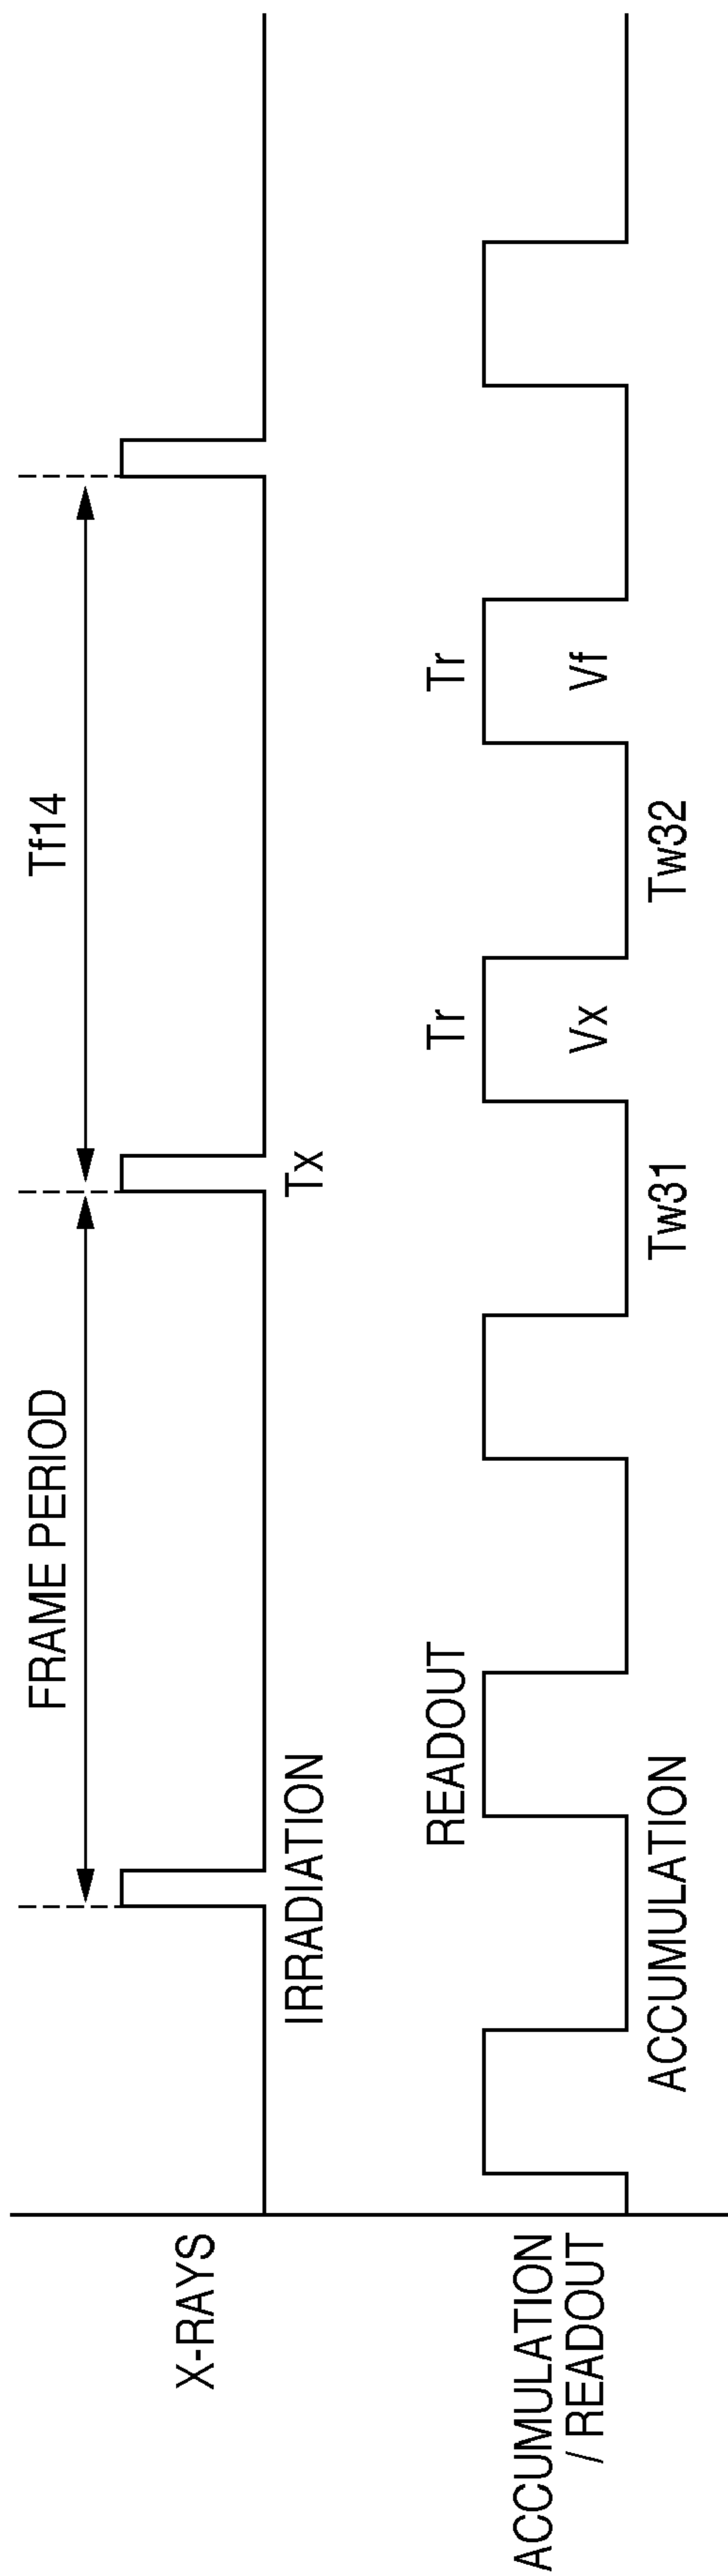 FRAME PERIOD
Tf14
X-RAYS
IRRADIATION
Tx
READOUT
Tr
Tr
ACCUMULATION
/ READOUT
Vx
Vf
ACCUMULATION
Tw31
Tw32